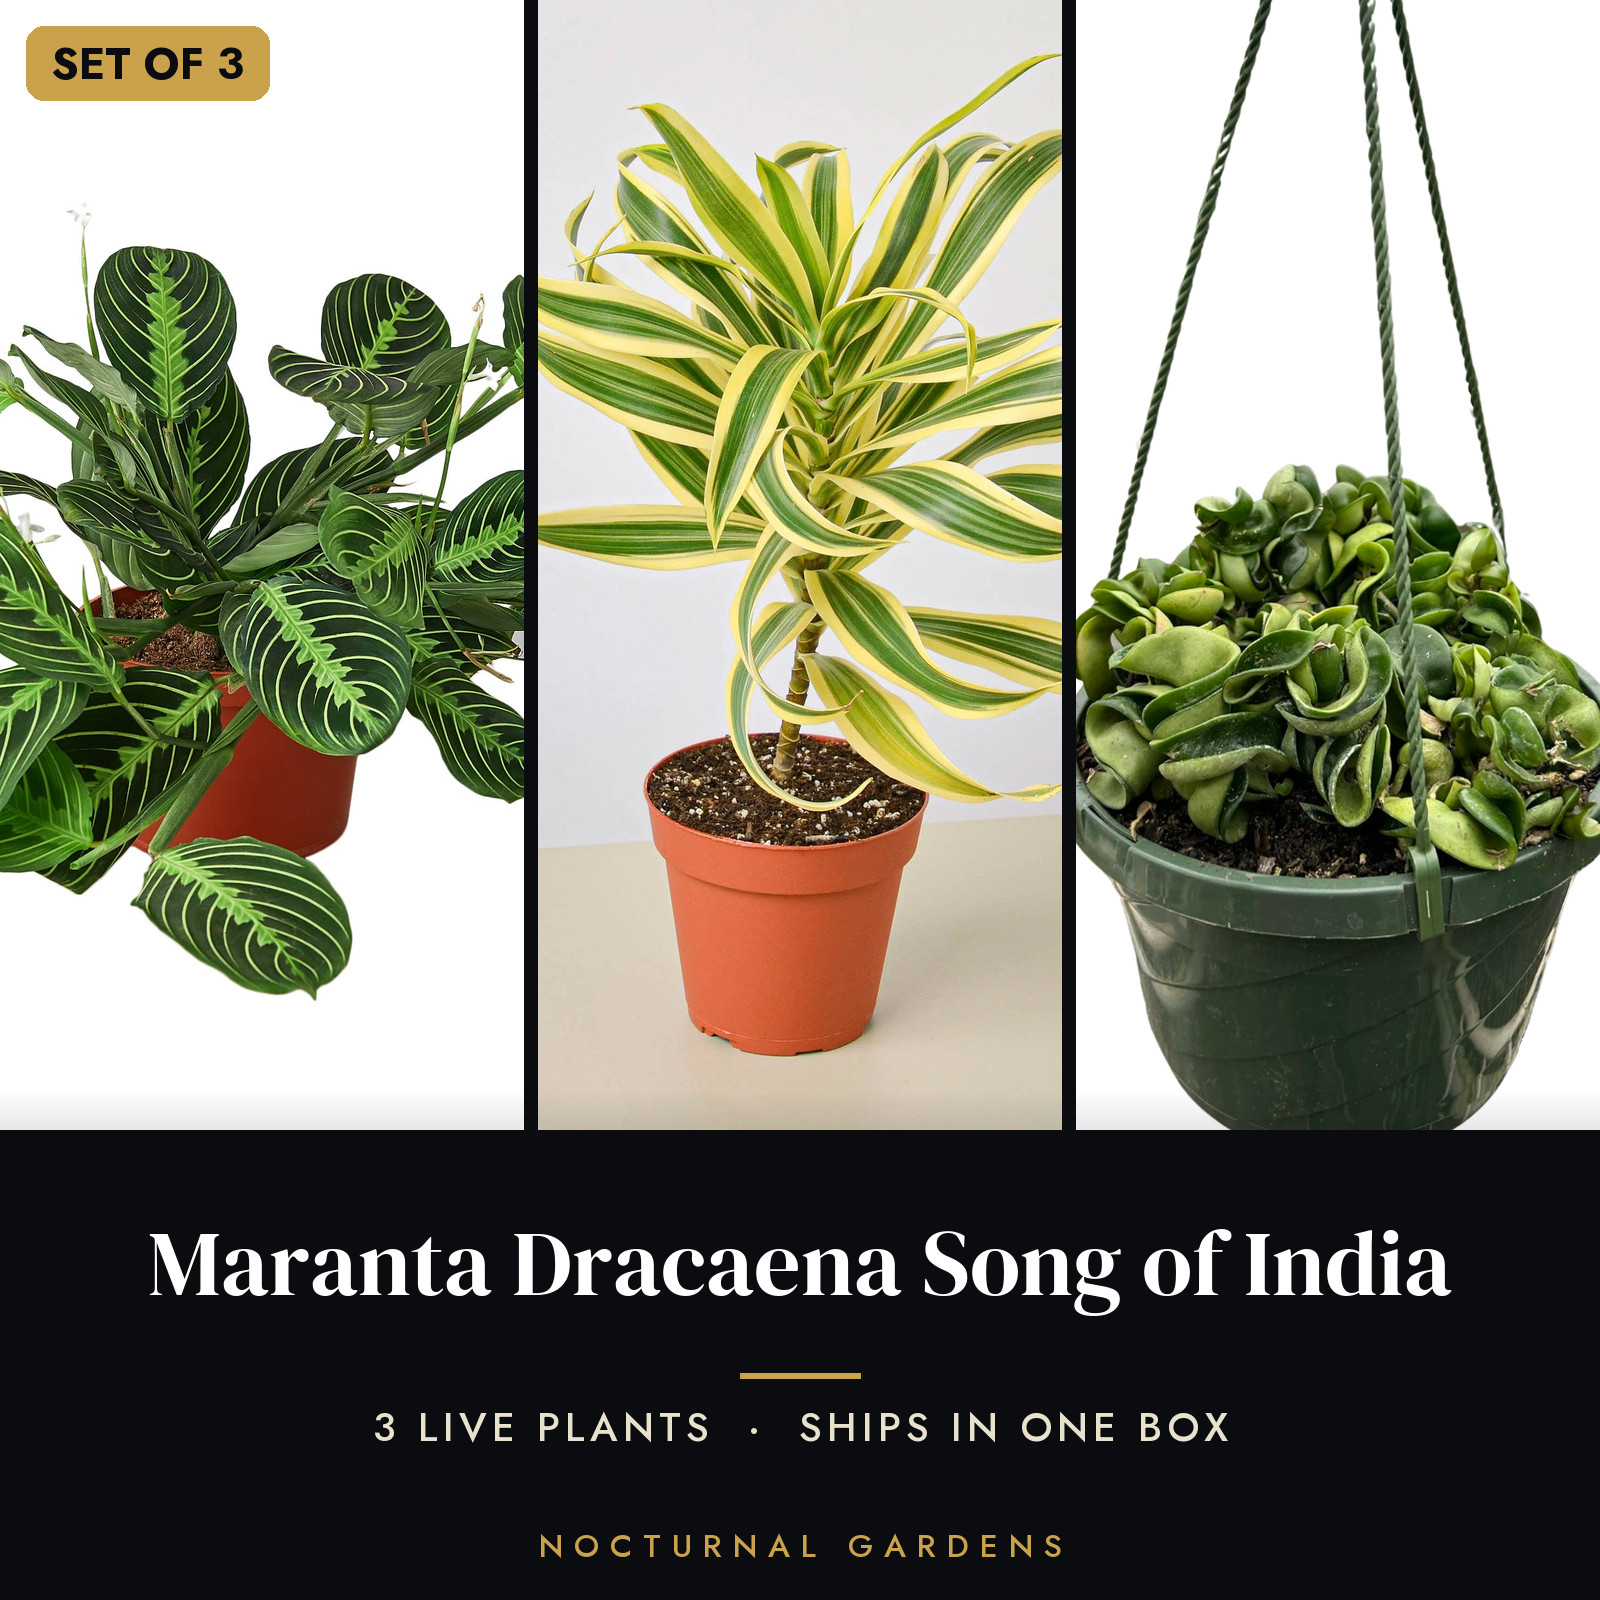 SET OF 3
Maranta Dracaena Song of India
3 LIVE PLANTS · SHIPS IN ONE BOX
NOCTURNAL GARDENS